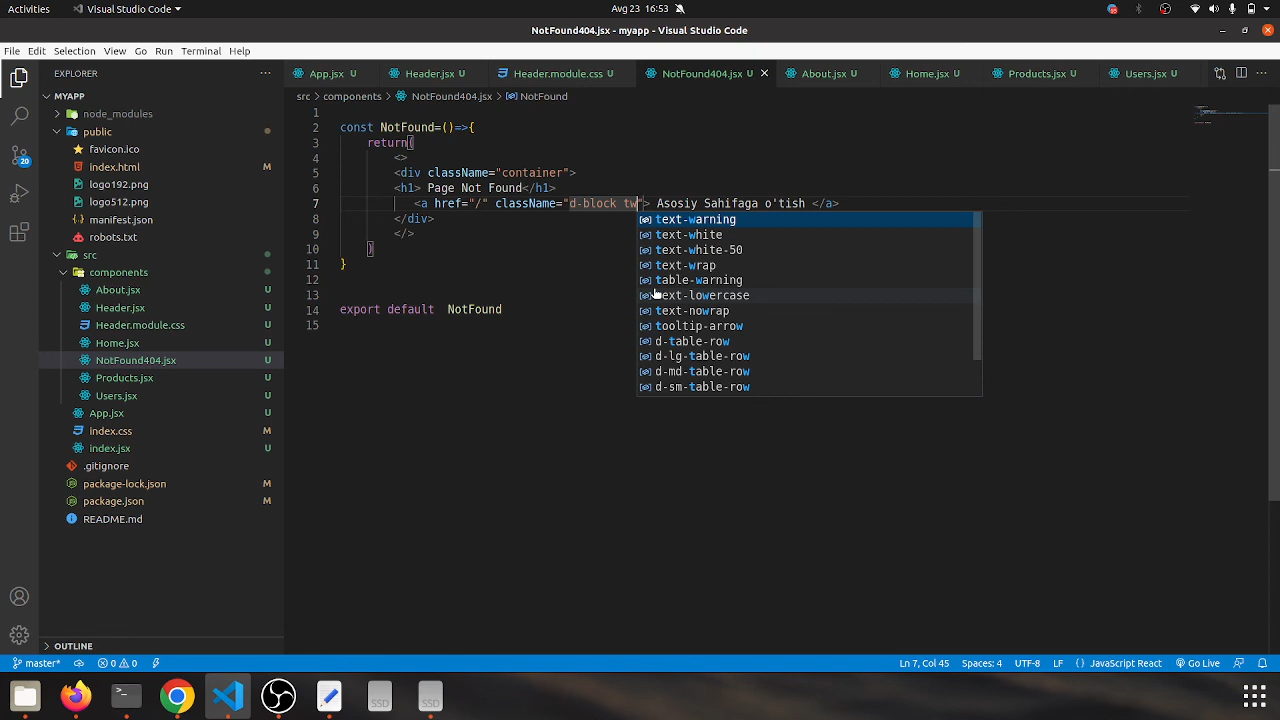 Activities
Visual Studio Code
Aug 23 16:53
NotFound404.jsx - myapp - Visual Studio Code
File Edit Selection View Go Run Terminal Help
EXPLORER
App.jsx U
Header.jsx U
Header.module.css U
NotFound404.jsx U
About.jsx U
Home.jsx U
Products.jsx U
Users.jsx U
MYAPP
node_modules
public
favicon.ico
index.html M
logo192.png
logo512.png
manifest.json
robots.txt
src
components
About.jsx U
Header.jsx U
Header.module.css U
Home.jsx U
NotFound404.jsx U
Products.jsx U
Users.jsx U
App.jsx U
index.css M
index.jsx U
.gitignore
package-lock.json M
package.json M
README.md
OUTLINE
20
src > components > NotFound404.jsx > NotFound
1
2 const NotFound=()=>{
3 return(
4 <>
5 <div className="container">
6 <h1> Page Not Found</h1>
7 <a href="/" className="d-block tw"> Asosiy Sahifaga o'tish </a>
8 </div>
9 </>
10 )
11 }
12
13
14 export default NotFound
15
text-warning
text-white
text-white-50
text-wrap
table-warning
text-lowercase
text-nowrap
tooltip-arrow
d-table-row
d-lg-table-row
d-md-table-row
d-sm-table-row
master*
0 0
Ln 7, Col 45
Spaces: 4
UTF-8
LF
JavaScript React
Go Live
SSD
SSD